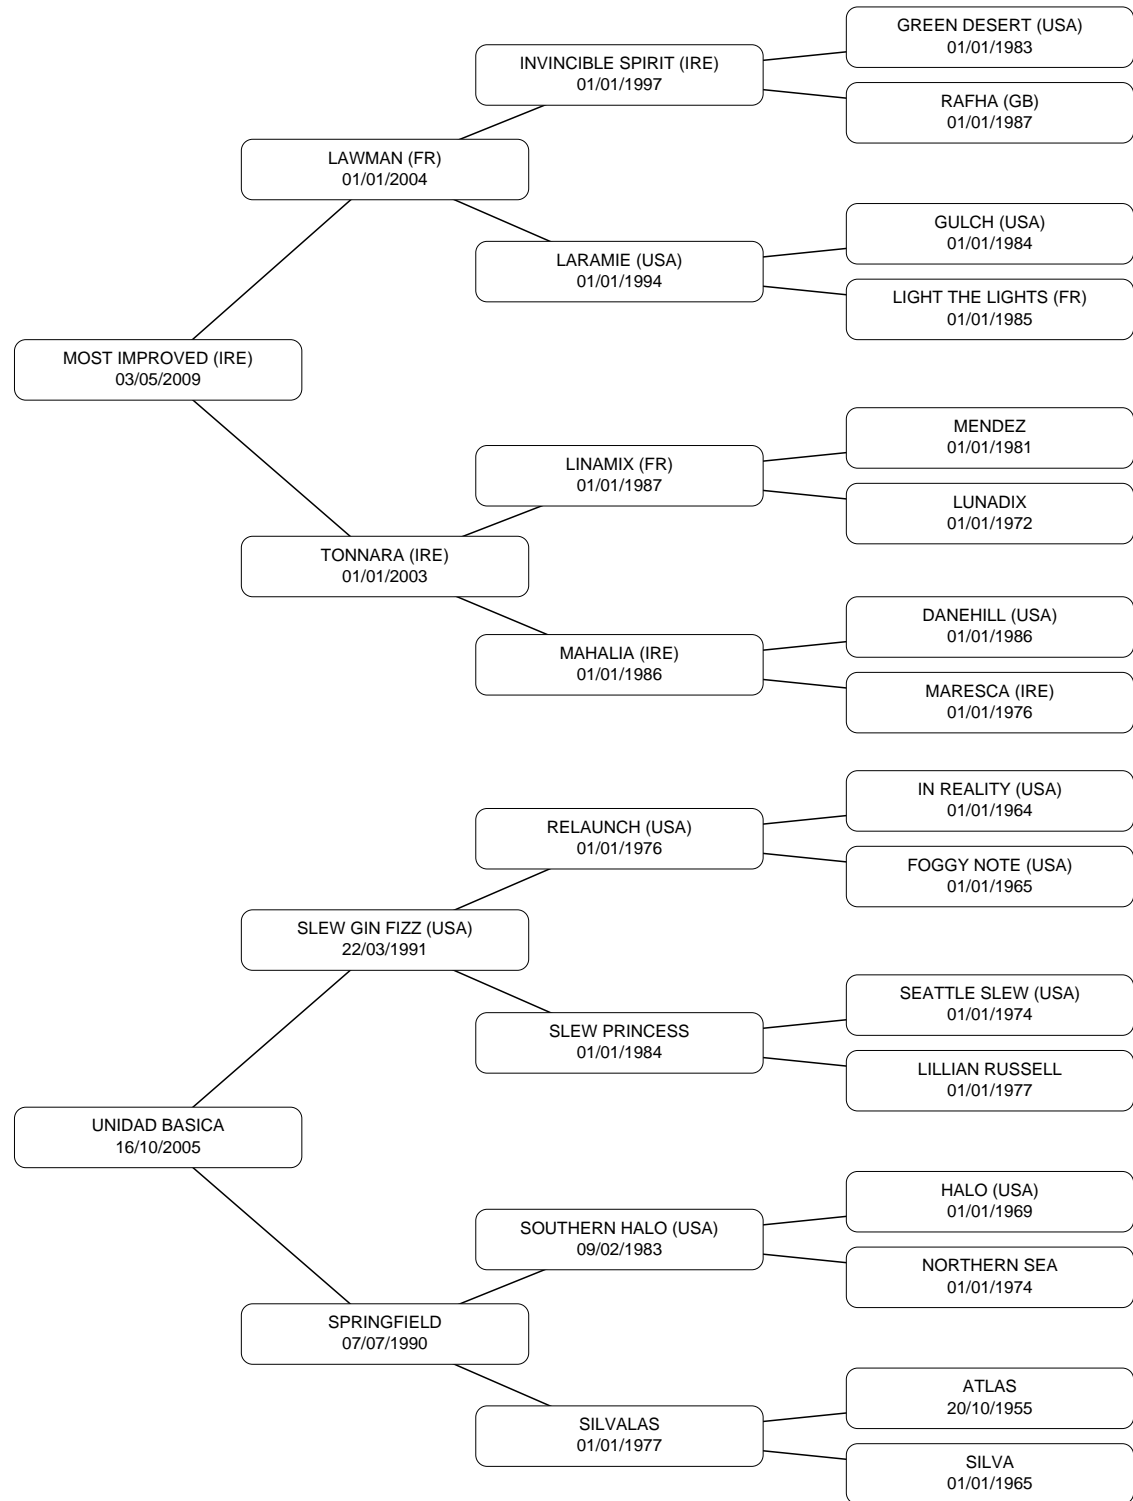 GREEN DESERT (USA)
01/01/1983
INVINCIBLE SPIRIT (IRE)
01/01/1997
RAFHA (GB)
01/01/1987
LAWMAN (FR)
01/01/2004
GULCH (USA)
01/01/1984
LARAMIE (USA)
01/01/1994
LIGHT THE LIGHTS (FR)
01/01/1985
MOST IMPROVED (IRE)
03/05/2009
MENDEZ
01/01/1981
LINAMIX (FR)
01/01/1987
LUNADIX
01/01/1972
TONNARA (IRE)
01/01/2003
DANEHILL (USA)
01/01/1986
MAHALIA (IRE)
01/01/1986
MARESCA (IRE)
01/01/1976
IN REALITY (USA)
01/01/1964
RELAUNCH (USA)
01/01/1976
FOGGY NOTE (USA)
01/01/1965
SLEW GIN FIZZ (USA)
22/03/1991
SEATTLE SLEW (USA)
01/01/1974
SLEW PRINCESS
01/01/1984
LILLIAN RUSSELL
01/01/1977
UNIDAD BASICA
16/10/2005
HALO (USA)
01/01/1969
SOUTHERN HALO (USA)
09/02/1983
NORTHERN SEA
01/01/1974
SPRINGFIELD
07/07/1990
ATLAS
20/10/1955
SILVALAS
01/01/1977
SILVA
01/01/1965